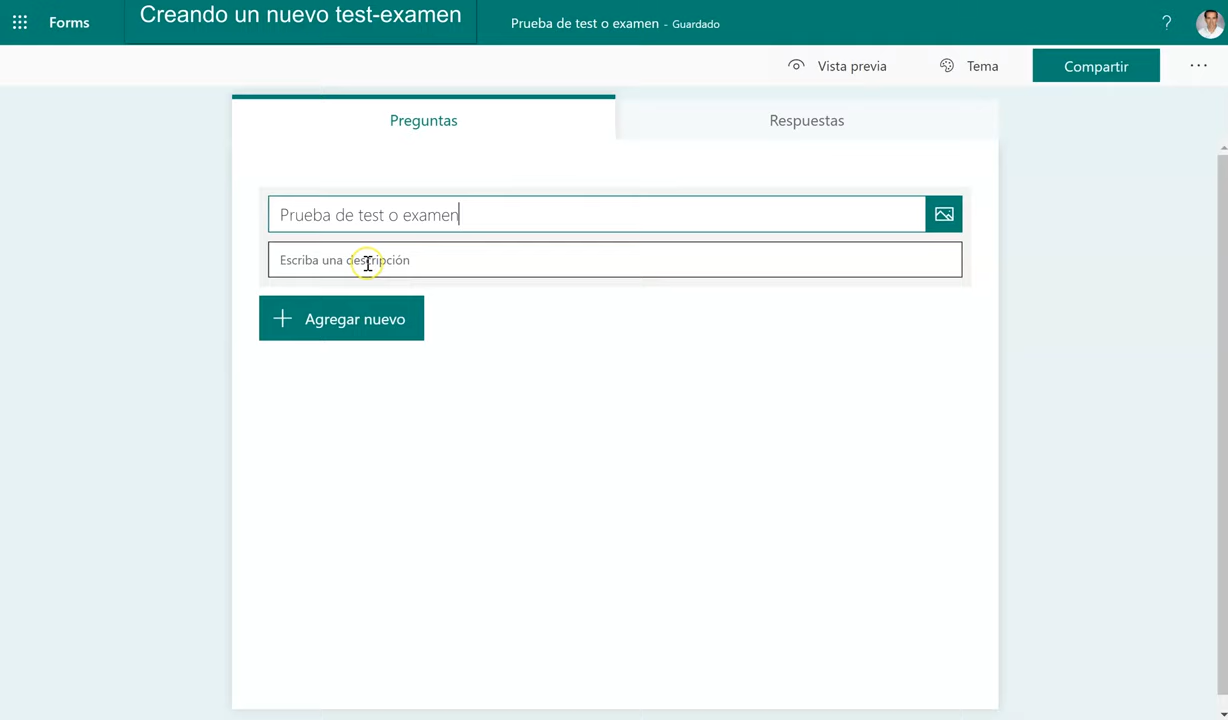 Forms
Creando un nuevo test-examen
Prueba de test o examen - Guardado
?
Vista previa
Tema
Compartir
...
Preguntas
Respuestas
Prueba de test o examen
Escriba una descripción
Agregar nuevo